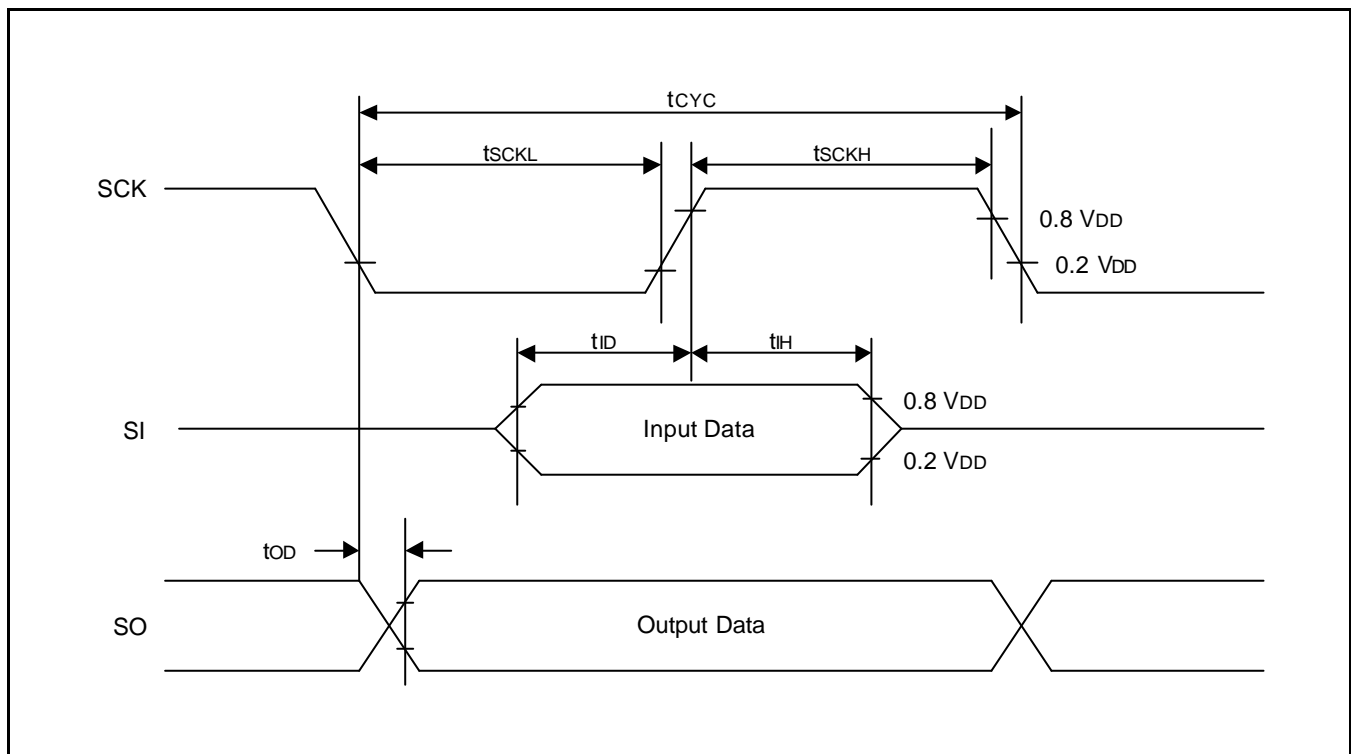 tCYC
tSCKL
tSCKH
SCK
0.8 VDD
0.2 VDD
tID
tIH
0.8 VDD
SI
Input Data
0.2 VDD
tOD
SO
Output Data